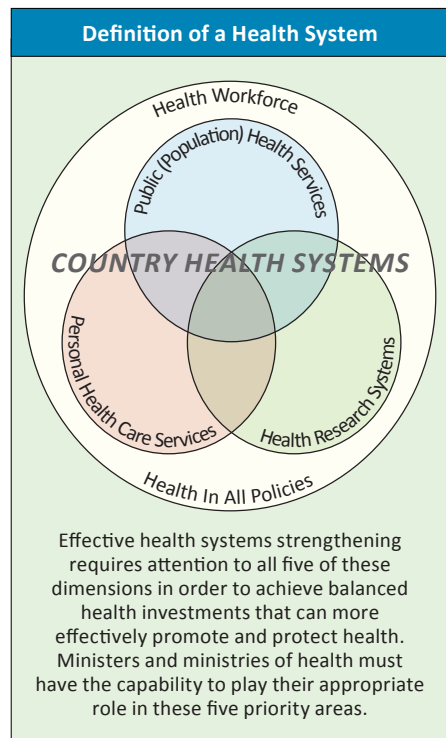 Definition of a Health System
Health Workforce
Public (Population) Health Services
COUNTRY HEALTH SYSTEMS
Personal Health Care Services
Health Research Systems
Health In All Policies
Effective health systems strengthening
requires attention to all five of these
dimensions in order to achieve balanced
health investments that can more
effectively promote and protect health.
Ministers and ministries of health must
have the capability to play their appropriate
role in these five priority areas.